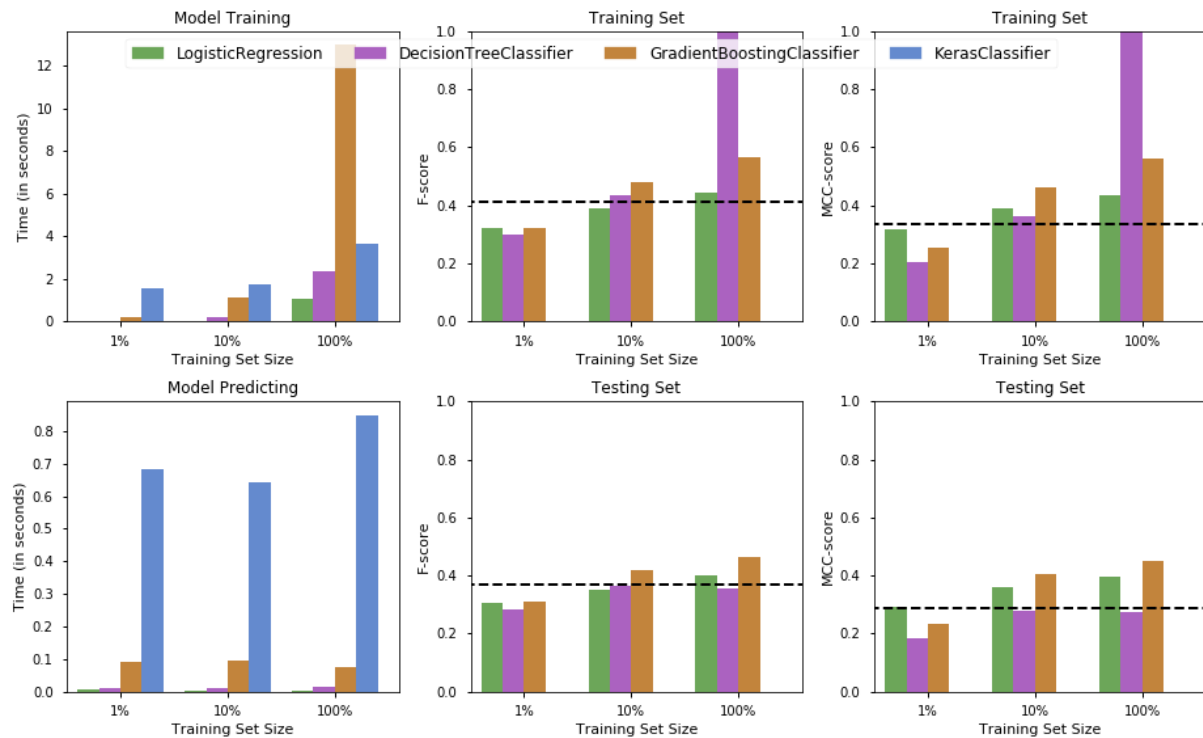 Model Training
Training Set
Training Set
LogisticRegression
DecisionTreeClassifier
GradientBoostingClassifier
KerasClassifier
Time (in seconds)
12
10
8
6
4
2
0
1%
10%
100%
Training Set Size
F-score
1.0
0.8
0.6
0.4
0.2
0.0
1%
10%
100%
Training Set Size
MCC-score
1.0
0.8
0.6
0.4
0.2
0.0
1%
10%
100%
Training Set Size
Model Predicting
Time (in seconds)
0.8
0.7
0.6
0.5
0.4
0.3
0.2
0.1
0.0
1%
10%
100%
Training Set Size
Testing Set
F-score
1.0
0.8
0.6
0.4
0.2
0.0
1%
10%
100%
Training Set Size
Testing Set
MCC-score
1.0
0.8
0.6
0.4
0.2
0.0
1%
10%
100%
Training Set Size